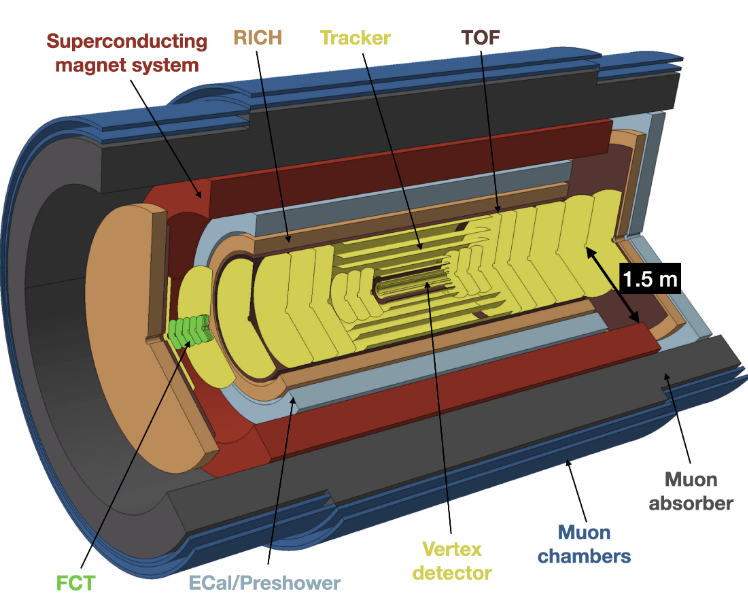 Superconducting
magnet system
RICH
Tracker
TOF
1.5 m
Muon
absorber
Muon
chambers
Vertex
detector
ECal/Preshower
FCT